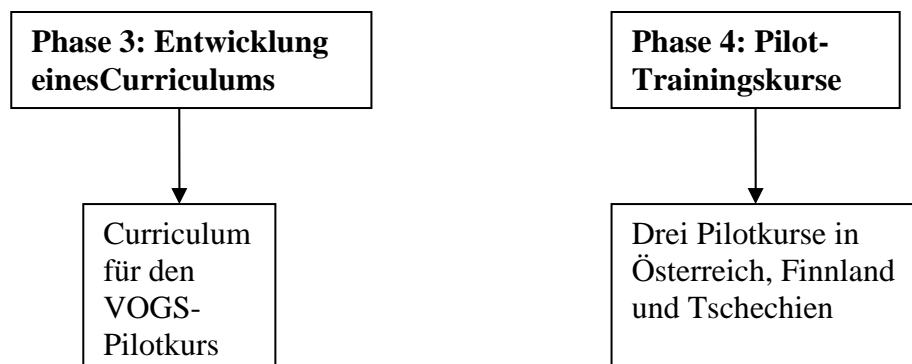 Phase 3: Entwicklung
einesCurriculums
Phase 4: Pilot-
Trainingskurse
Curriculum
für den
VOGS-
Pilotkurs
Drei Pilotkurse in
Österreich, Finnland
und Tschechien